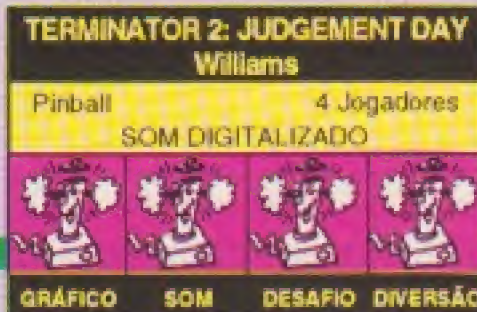 TERMINATOR 2: JUDGEMENT DAY
Williams
Pinball 4 Jogadores
SOM DIGITALIZADO
GRÁFICO SOM DESAFIO DIVERSÃO